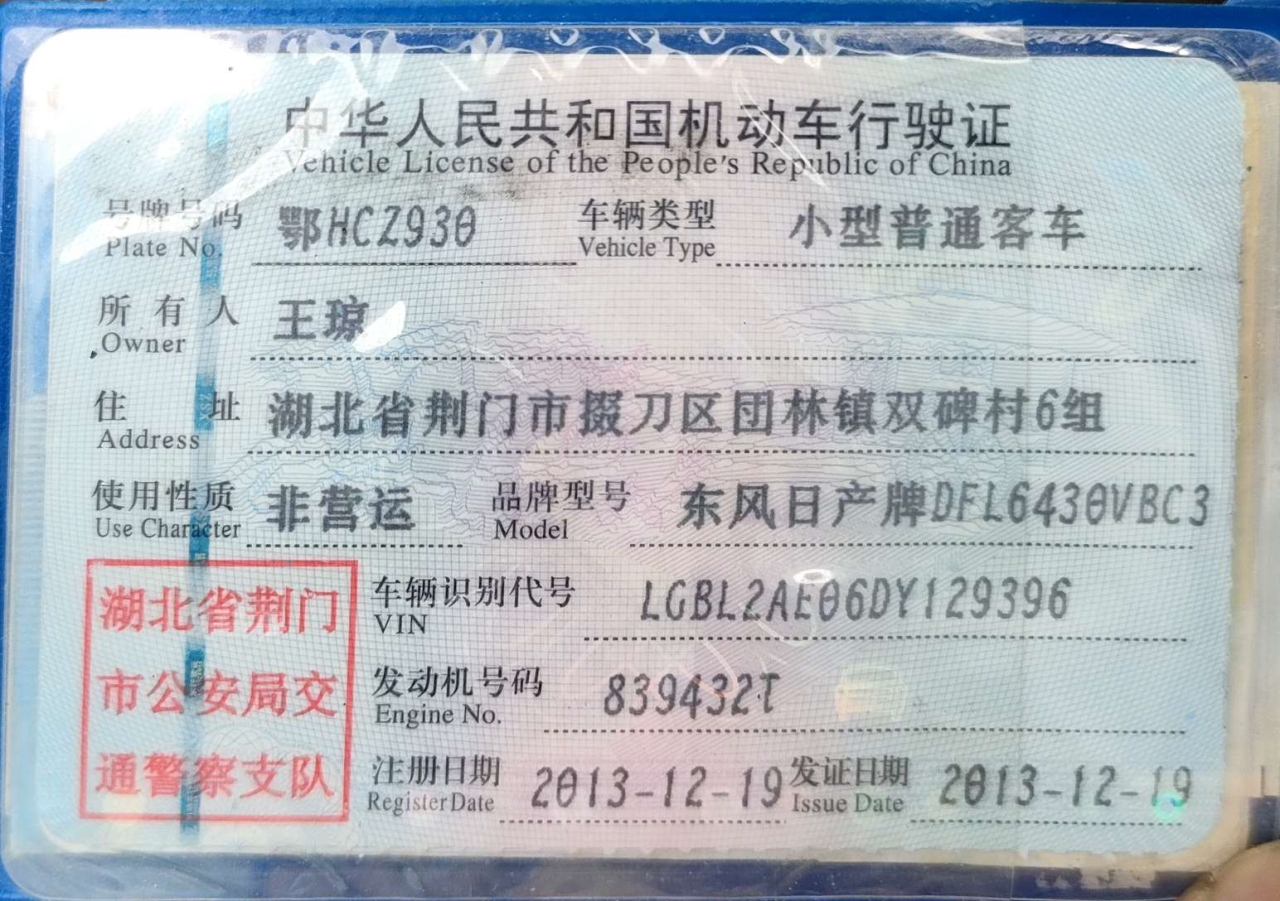 中华人民共和国机动车行驶证
Vehicle License of the People's Republic of China
号牌号码 鄂HCZ930 车辆类型 小型普通客车
Plate No. Vehicle Type
所有人 王琼
Owner
住址 湖北省荆门市掇刀区团林镇双碑村6组
Address
使用性质 非营运 品牌型号 东风日产牌DFL6430VBC3
Use Character Model
湖北省荆门 车辆识别代号 LGBL2AE06DY129396
VIN
市公安局交 发动机号码 839432T
Engine No.
通警察支队 注册日期 2013-12-19 发证日期 2013-12-19
Register Date Issue Date